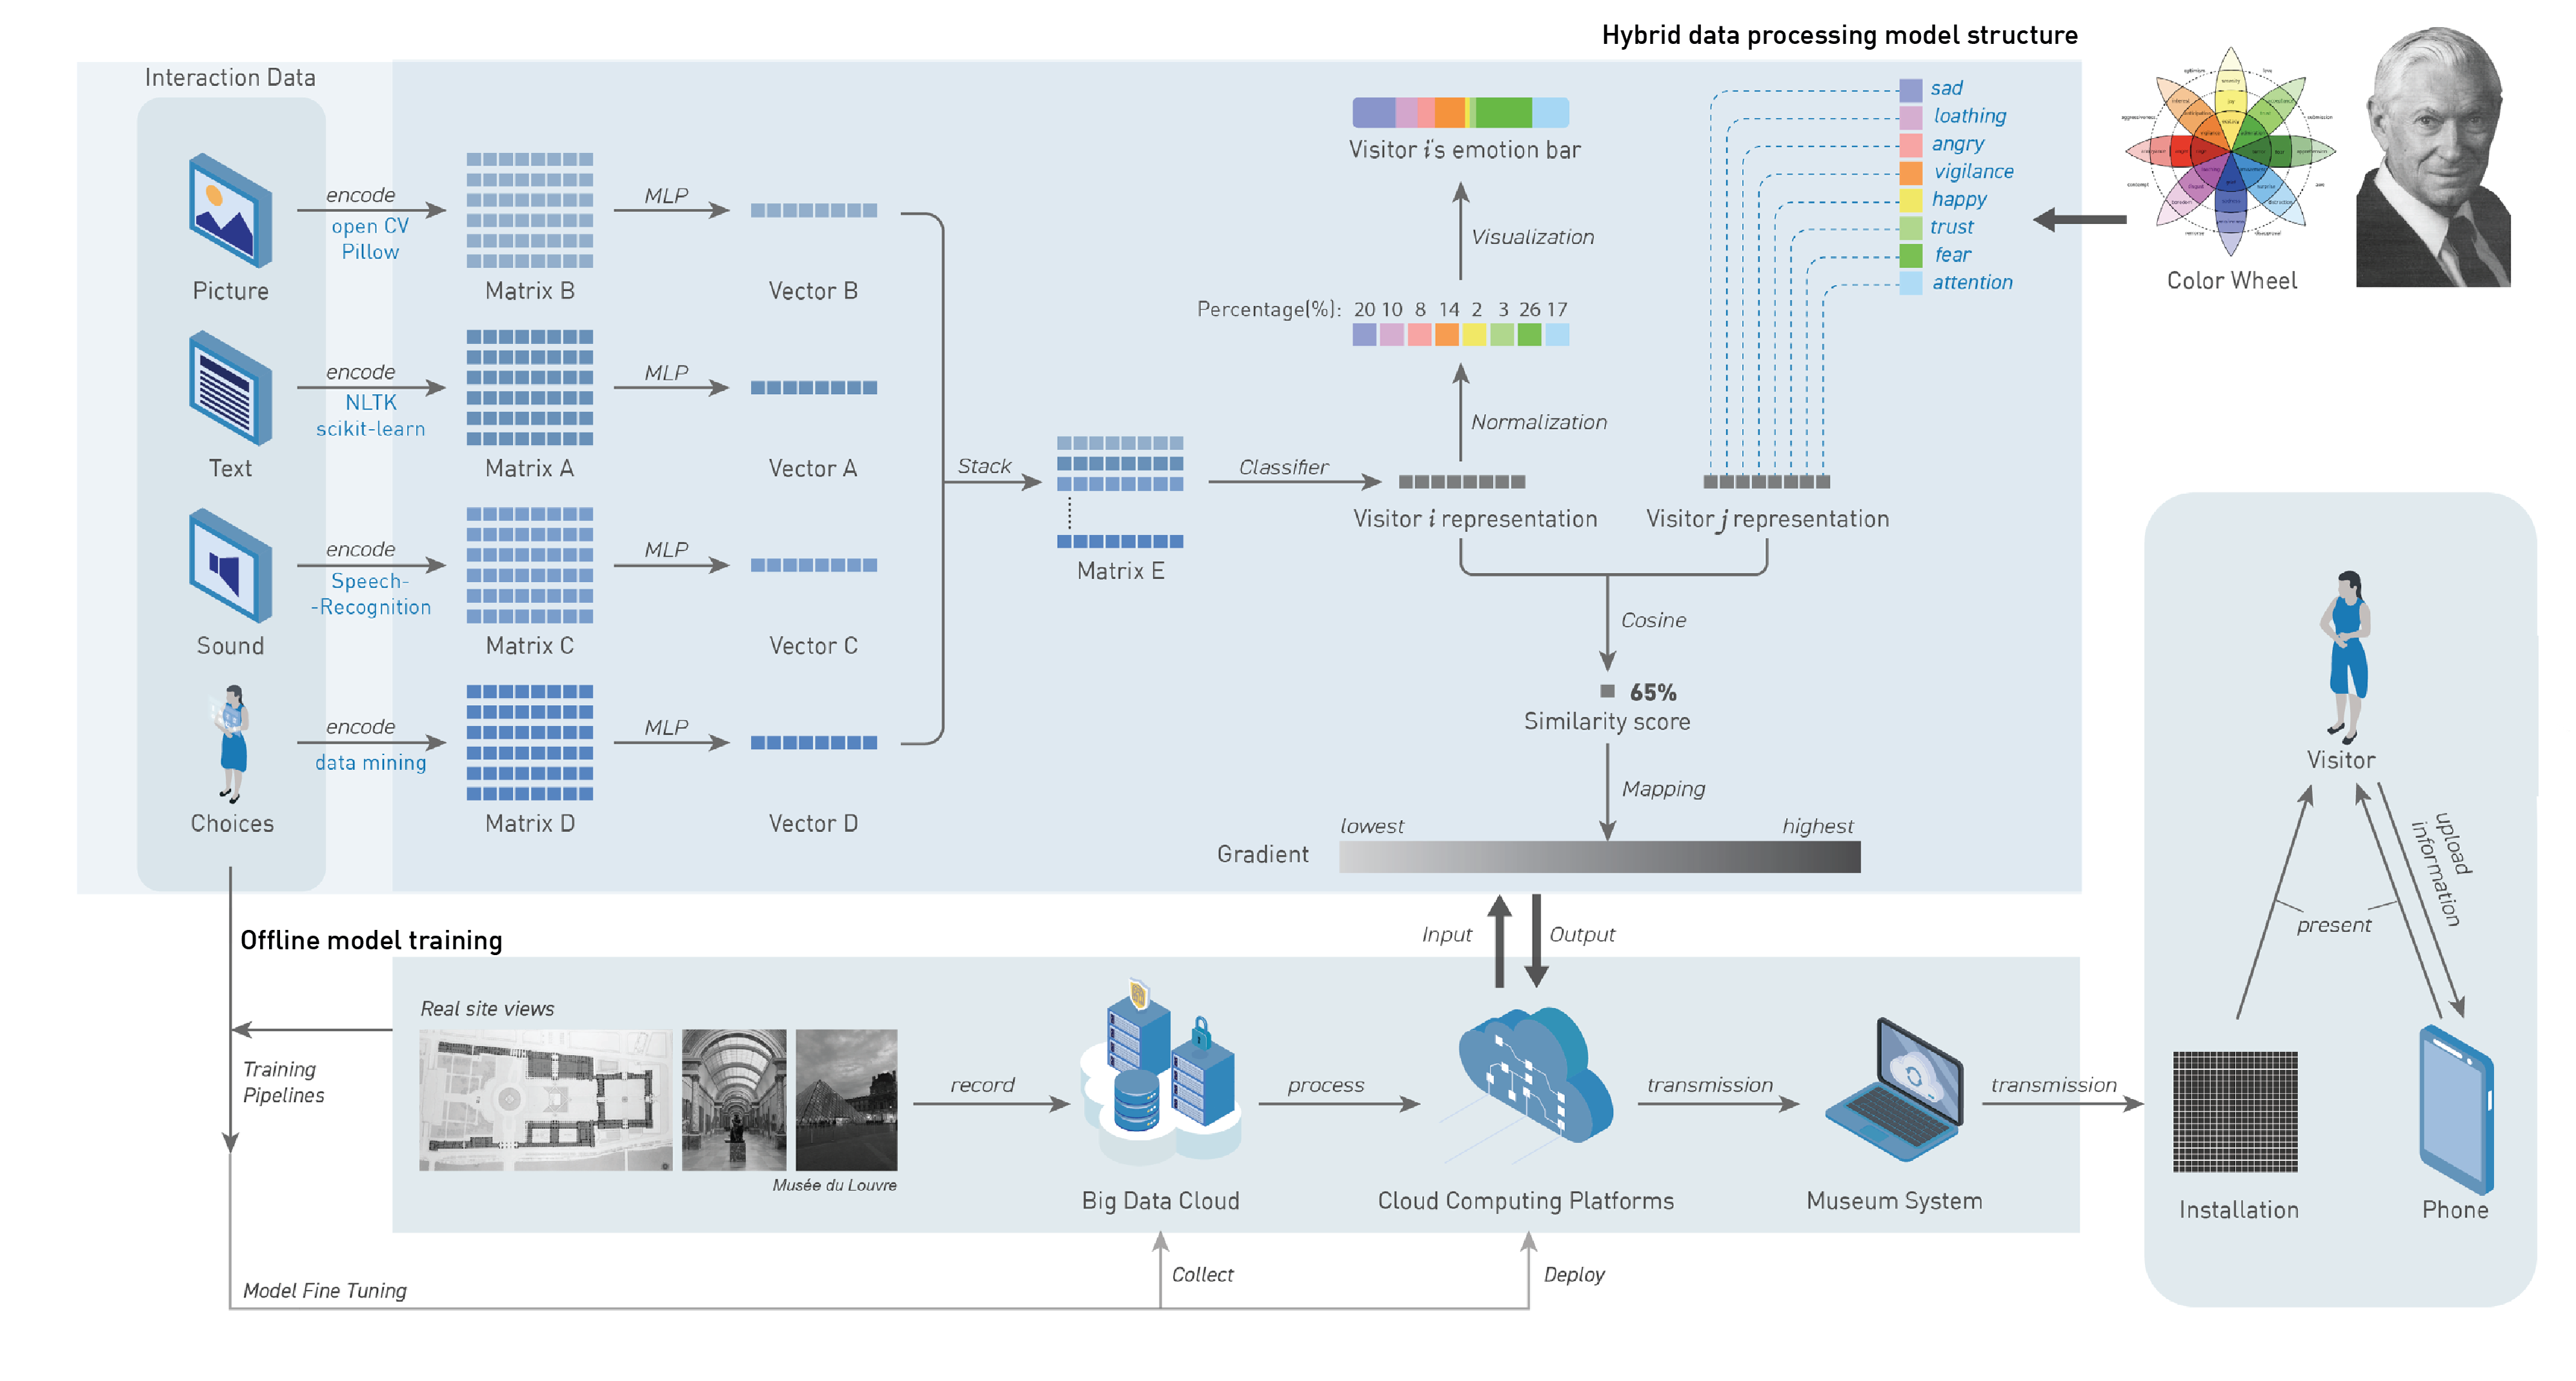 Hybrid data processing model structure
Interaction Data
Picture
encode
open CV
Pillow
Matrix B
MLP
Vector B
Text
encode
NLTK
scikit-learn
Matrix A
MLP
Vector A
Sound
encode
Speech-
-Recognition
Matrix C
MLP
Vector C
Choices
encode
data mining
Matrix D
MLP
Vector D
Stack
Matrix E
Classifier
Visitor i's emotion bar
Visualization
Percentage(%): 20 10 8 14 2 3 26 17
Normalization
Visitor i representation
Visitor j representation
sad
loathing
angry
vigilance
happy
trust
fear
attention
Color Wheel
Cosine
65%
Similarity score
Mapping
lowest
highest
Gradient
Input
Output
Offline model training
Training
Pipelines
Real site views
Musée du Louvre
record
Big Data Cloud
process
Cloud Computing Platforms
transmission
Museum System
transmission
Model Fine Tuning
Collect
Deploy
Visitor
upload
information
present
Installation
Phone